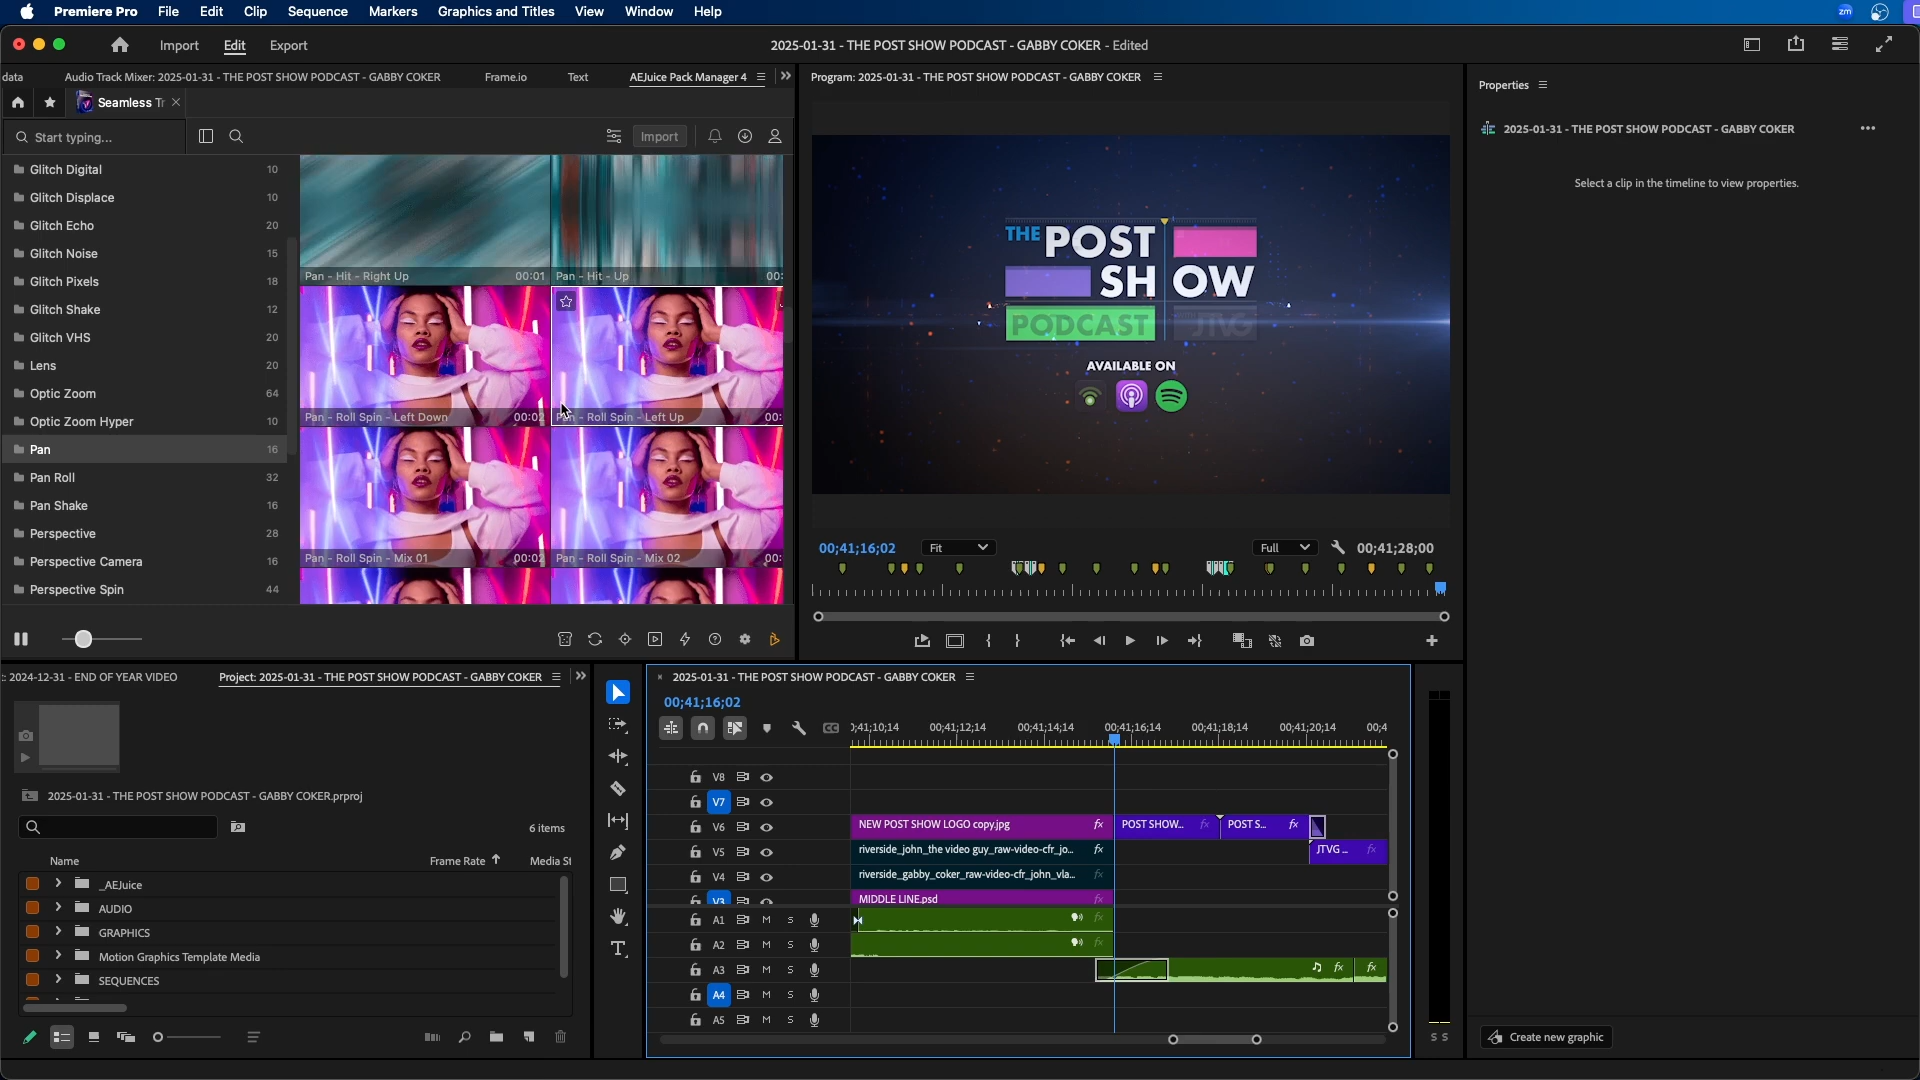 Premiere Pro File Edit Clip Sequence Markers Graphics and Titles View Window Help
zm
Import Edit Export
2025-01-31 - THE POST SHOW PODCAST - GABBY COKER - Edited
data Audio Track Mixer: 2025-01-31 - THE POST SHOW PODCAST - GABBY COKER Frame.io Text AEJuice Pack Manager 4
Seamless Tr
Start typing...
Import
Glitch Digital 10
Glitch Displace 10
Glitch Echo 20
Glitch Noise 15
Glitch Pixels 18
Glitch Shake 12
Glitch VHS 20
Lens 20
Optic Zoom 64
Optic Zoom Hyper 10
Pan 16
Pan Roll 32
Pan Shake 16
Perspective 28
Perspective Camera 16
Perspective Spin 44
Pan - Hit - Right Up 00:01
Pan - Hit - Up 00:
Pan - Roll Spin - Left Down 00:02
Pan - Roll Spin - Left Up 00:
Pan - Roll Spin - Mix 01 00:02
Pan - Roll Spin - Mix 02 00:
Program: 2025-01-31 - THE POST SHOW PODCAST - GABBY COKER
THE POST
SHOW
PODCAST JTVG
AVAILABLE ON
00;41;16;02 Fit Full 00;41;28;00
Properties
2025-01-31 - THE POST SHOW PODCAST - GABBY COKER
Select a clip in the timeline to view properties.
Create new graphic
: 2024-12-31 - END OF YEAR VIDEO Project: 2025-01-31 - THE POST SHOW PODCAST - GABBY COKER
2025-01-31 - THE POST SHOW PODCAST - GABBY COKER.prproj
6 items
Name Frame Rate Media St
_AEJuice
AUDIO
GRAPHICS
Motion Graphics Template Media
SEQUENCES
2025-01-31 - THE POST SHOW PODCAST - GABBY COKER
00;41;16;02
CC
);41;10;14 00;41;12;14 00;41;14;14 00;41;16;14 00;41;18;14 00;41;20;14 00;4
V8
V7
V6 NEW POST SHOW LOGO copy.jpg fx POST SHOW... fx POST S... fx
V5 riverside_john_the video guy_raw-video-cfr_jo... fx JTVG ... fx
V4 riverside_gabby_coker_raw-video-cfr_john_vla... fx
V3 MIDDLE LINE.psd fx
A1 M S fx
A2 M S fx
A3 M S fx fx
A4 M S
A5 M S
S S